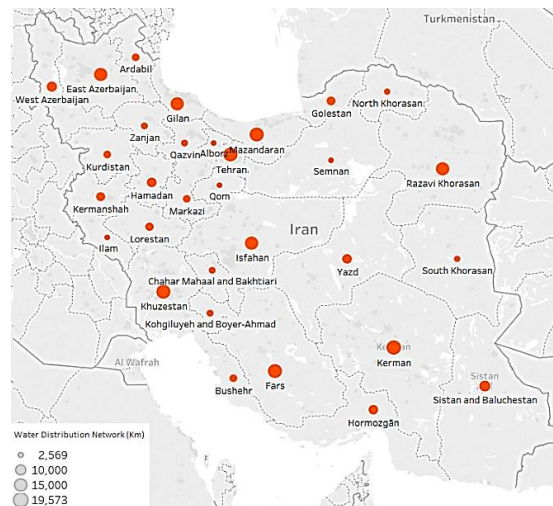 Turkmenistan
Ardabil
East Azerbaijan
West Azerbaijan
Gilan
Golestan
North Khorasan
Zanjan
Mazandaran
Qazvin
Alborz
Tehran
Kurdistan
Semnan
Razavi Khorasan
Hamadan
Qom
Kermanshah
Markazi
Iran
Lorestan
Ilam
Isfahan
Yazd
South Khorasan
Chahar Mahaal and Bakhtiari
Khuzestan
Kohgiluyeh and Boyer-Ahmad
Al Wafrah
Kerman
Sistan
Fars
Bushehr
Sistan and Baluchestan
Hormozgān
Water Distribution Network (Km)
2,569
10,000
15,000
19,573